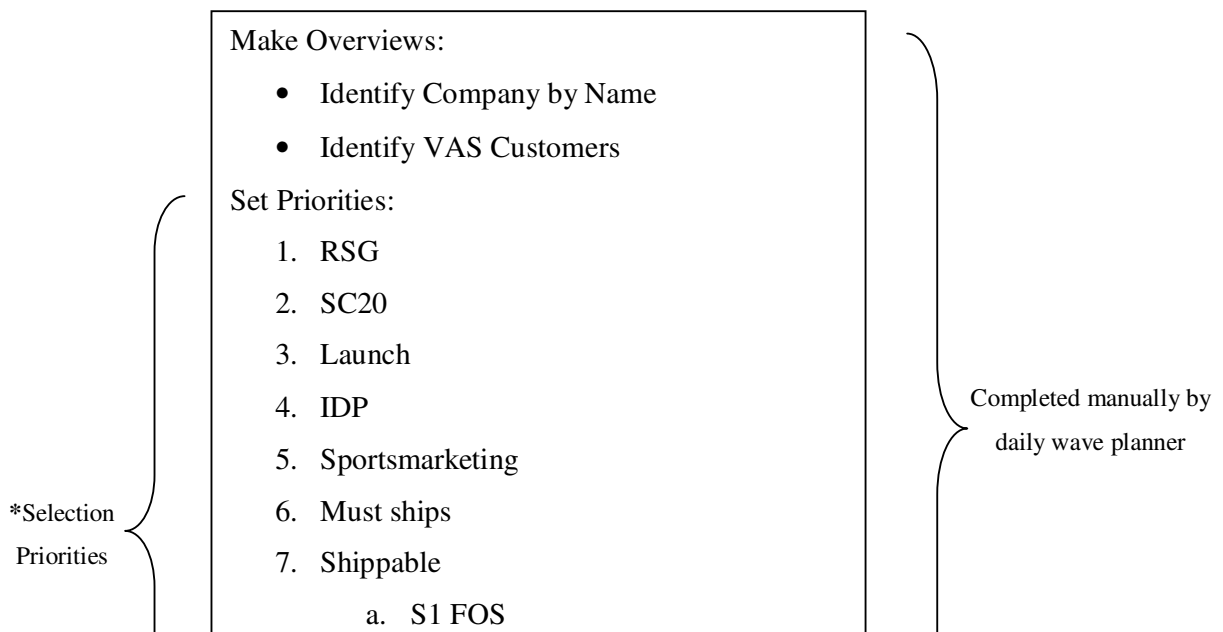 Make Overviews:
• Identify Company by Name
• Identify VAS Customers
Set Priorities:
1. RSG
2. SC20
3. Launch
4. IDP
5. Sportsmarketing
6. Must ships
7. Shippable
a. S1 FOS
*Selection
Priorities
Completed manually by
daily wave planner